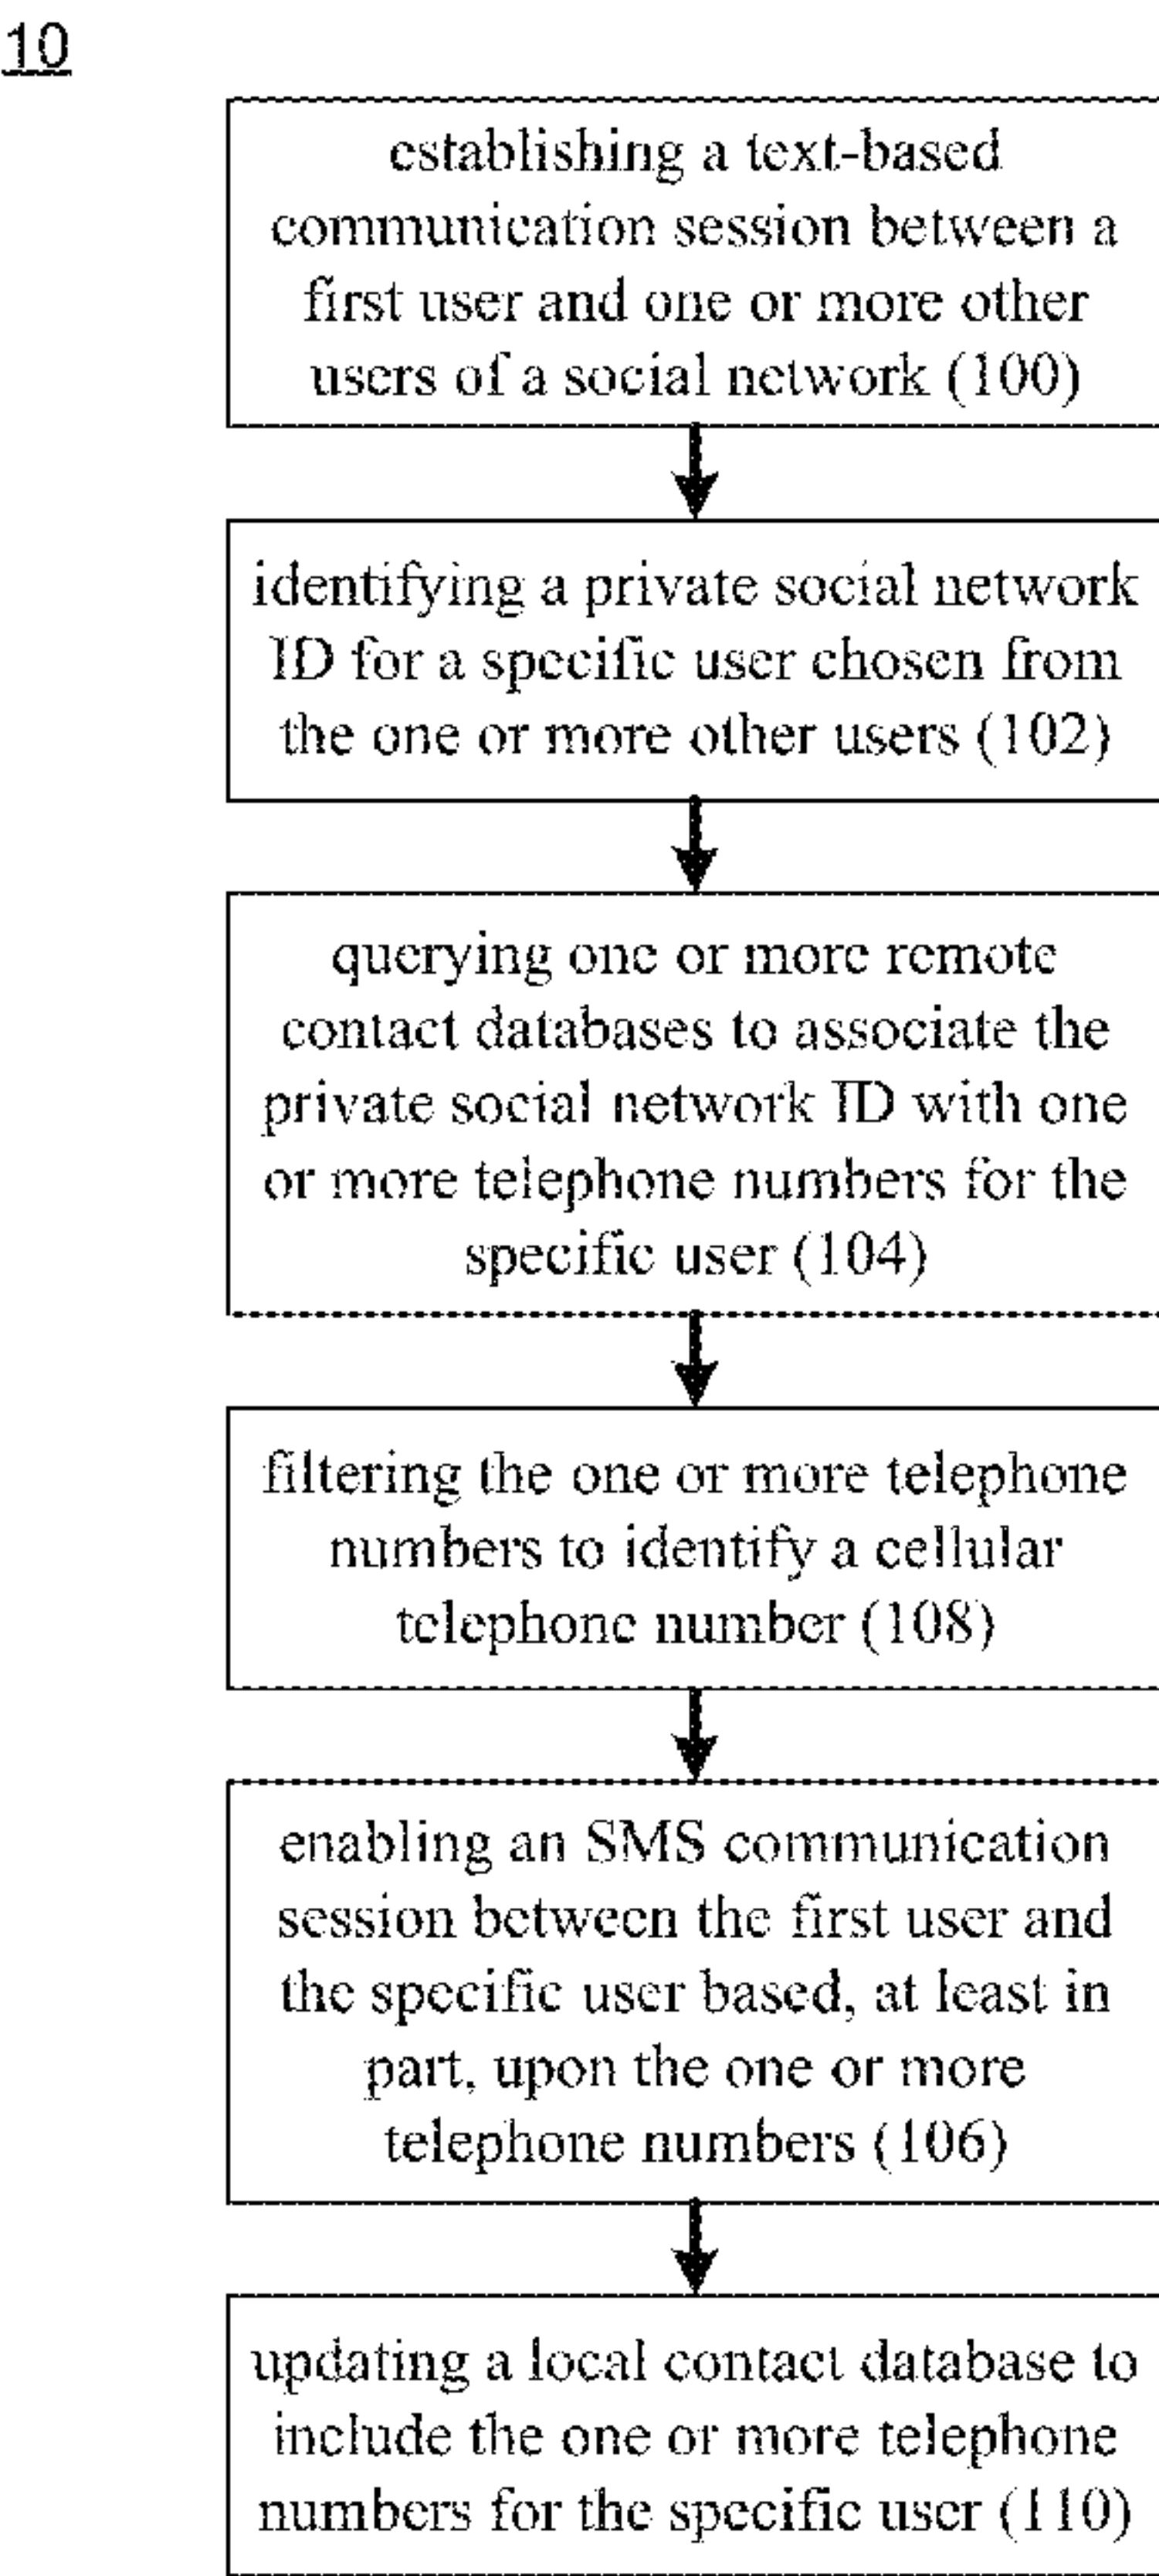 10
establishing a text-based
communication session between a
first user and one or more other
users of a social network (100)
identifying a private social network
ID for a specific user chosen from
the one or more other users (102)
querying one or more remote
contact databases to associate the
private social network ID with one
or more telephone numbers for the
specific user (104)
filtering the one or more telephone
numbers to identify a cellular
telephone number (108)
enabling an SMS communication
session between the first user and
the specific user based, at least in
part, upon the one or more
telephone numbers (106)
updating a local contact database to
include the one or more telephone
numbers for the specific user (110)